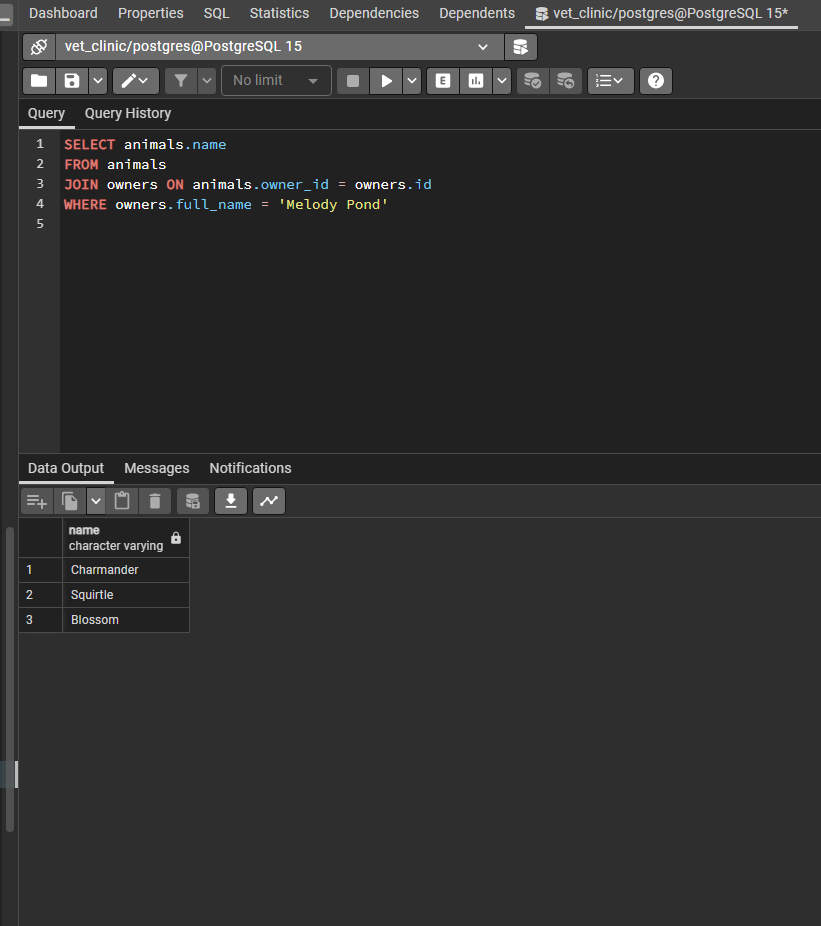 Dashboard Properties SQL Statistics Dependencies Dependents vet_clinic/postgres@PostgreSQL 15*
vet_clinic/postgres@PostgreSQL 15
No limit E
Query Query History
1 SELECT animals.name
2 FROM animals
3 JOIN owners ON animals.owner_id = owners.id
4 WHERE owners.full_name = 'Melody Pond'
5
Data Output Messages Notifications
name
character varying
1 Charmander
2 Squirtle
3 Blossom